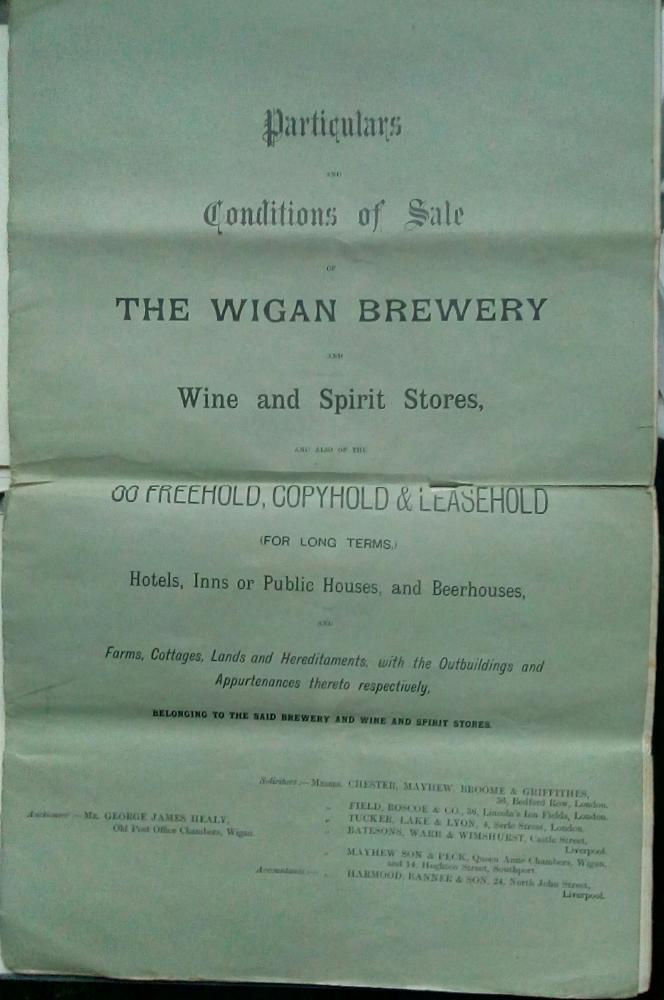 Particulars
AND
Conditions of Sale
OF
THE WIGAN BREWERY
AND
Wine and Spirit Stores,
AND ALSO OF THE
FREEHOLD, COPYHOLD & LEASEHOLD
(FOR LONG TERMS,)
Hotels, Inns or Public Houses, and Beerhouses,
AND
Farms, Cottages, Lands and Hereditaments, with the Outbuildings and
Appurtenances thereto respectively,
BELONGING TO THE SAID BREWERY AND WINE AND SPIRIT STORES.
Auctioneer—Mr. GEORGE JAMES HEALY,
Old Post Office Chambers, Wigan.
Solicitors:—Messrs. CHESTER, MAYHEW BROOME & GRIFFITHES,
36, Bedford Row, London.
„ FIELD, ROSCOE & CO., 36, Lincoln's Inn Fields, London.
„ TUCKER, LAKE & LYON, 4, Serle Street, London.
„ BATESONS, WARR & WIMSHURST, Castle Street,
Liverpool.
„ MAYHEW SON & PECK, Queen Anne Chambers, Wigan,
and 14, Hoghton Street, Southport.
Accountants:— „ HARMOOD, BANNER & SON, 24, North John Street,
Liverpool.